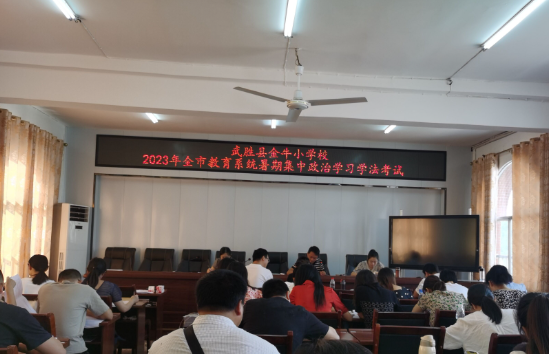 武胜县金牛小学校
2023年全市教育系统暑期集中政治学习学法考试